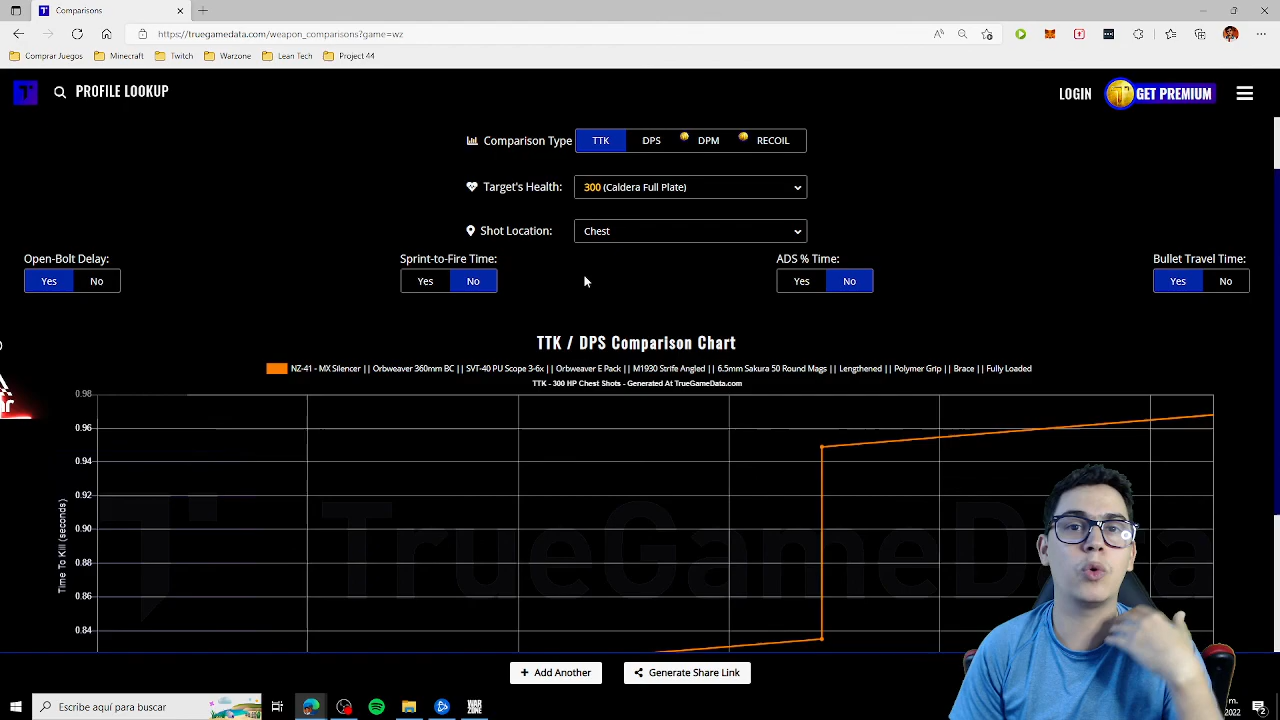 Comparisons
https://truegamedata.com/weapon_comparisons?game=wz
Comprar Juegos Minecraft Twitch Warzone Lean Tech Project 44
PROFILE LOOKUP
LOGIN GET PREMIUM
Comparison Type TTK DPS DPM RECOIL
Target's Health: 300 (Caldera Full Plate)
Shot Location: Chest
Open-Bolt Delay: Sprint-to-Fire Time: ADS % Time: Bullet Travel Time:
Yes No Yes No Yes No Yes No
TTK / DPS Comparison Chart
NZ-41 - MX Silencer || Orbweaver 360mm BC || SVT-40 PU Scope 3-6x || Orbweaver E Pack || M1930 Strife Angled || 6.5mm Sakura 50 Round Mags || Lengthened || Polymer Grip || Brace || Fully Loaded
TTK - 300 HP Chest Shots - Generated At TrueGameData.com
0.98
0.96
0.94
0.92
0.90
0.88
0.86
0.84
Time To Kill (seconds)
TrueGameData
+ Add Another Generate Share Link
Escribe aquí para buscar
2022
2